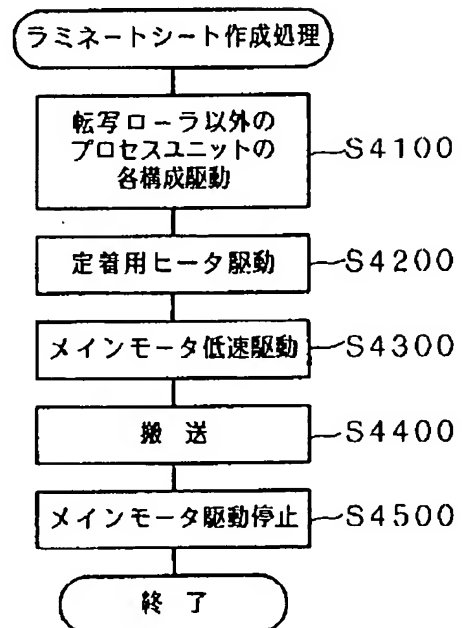 ラミネートシート作成処理
転写ローラ以外の
プロセスユニットの
各構成駆動
S4100
定着用ヒータ駆動
S4200
メインモータ低速駆動
S4300
搬 送
S4400
メインモータ駆動停止
S4500
終 了